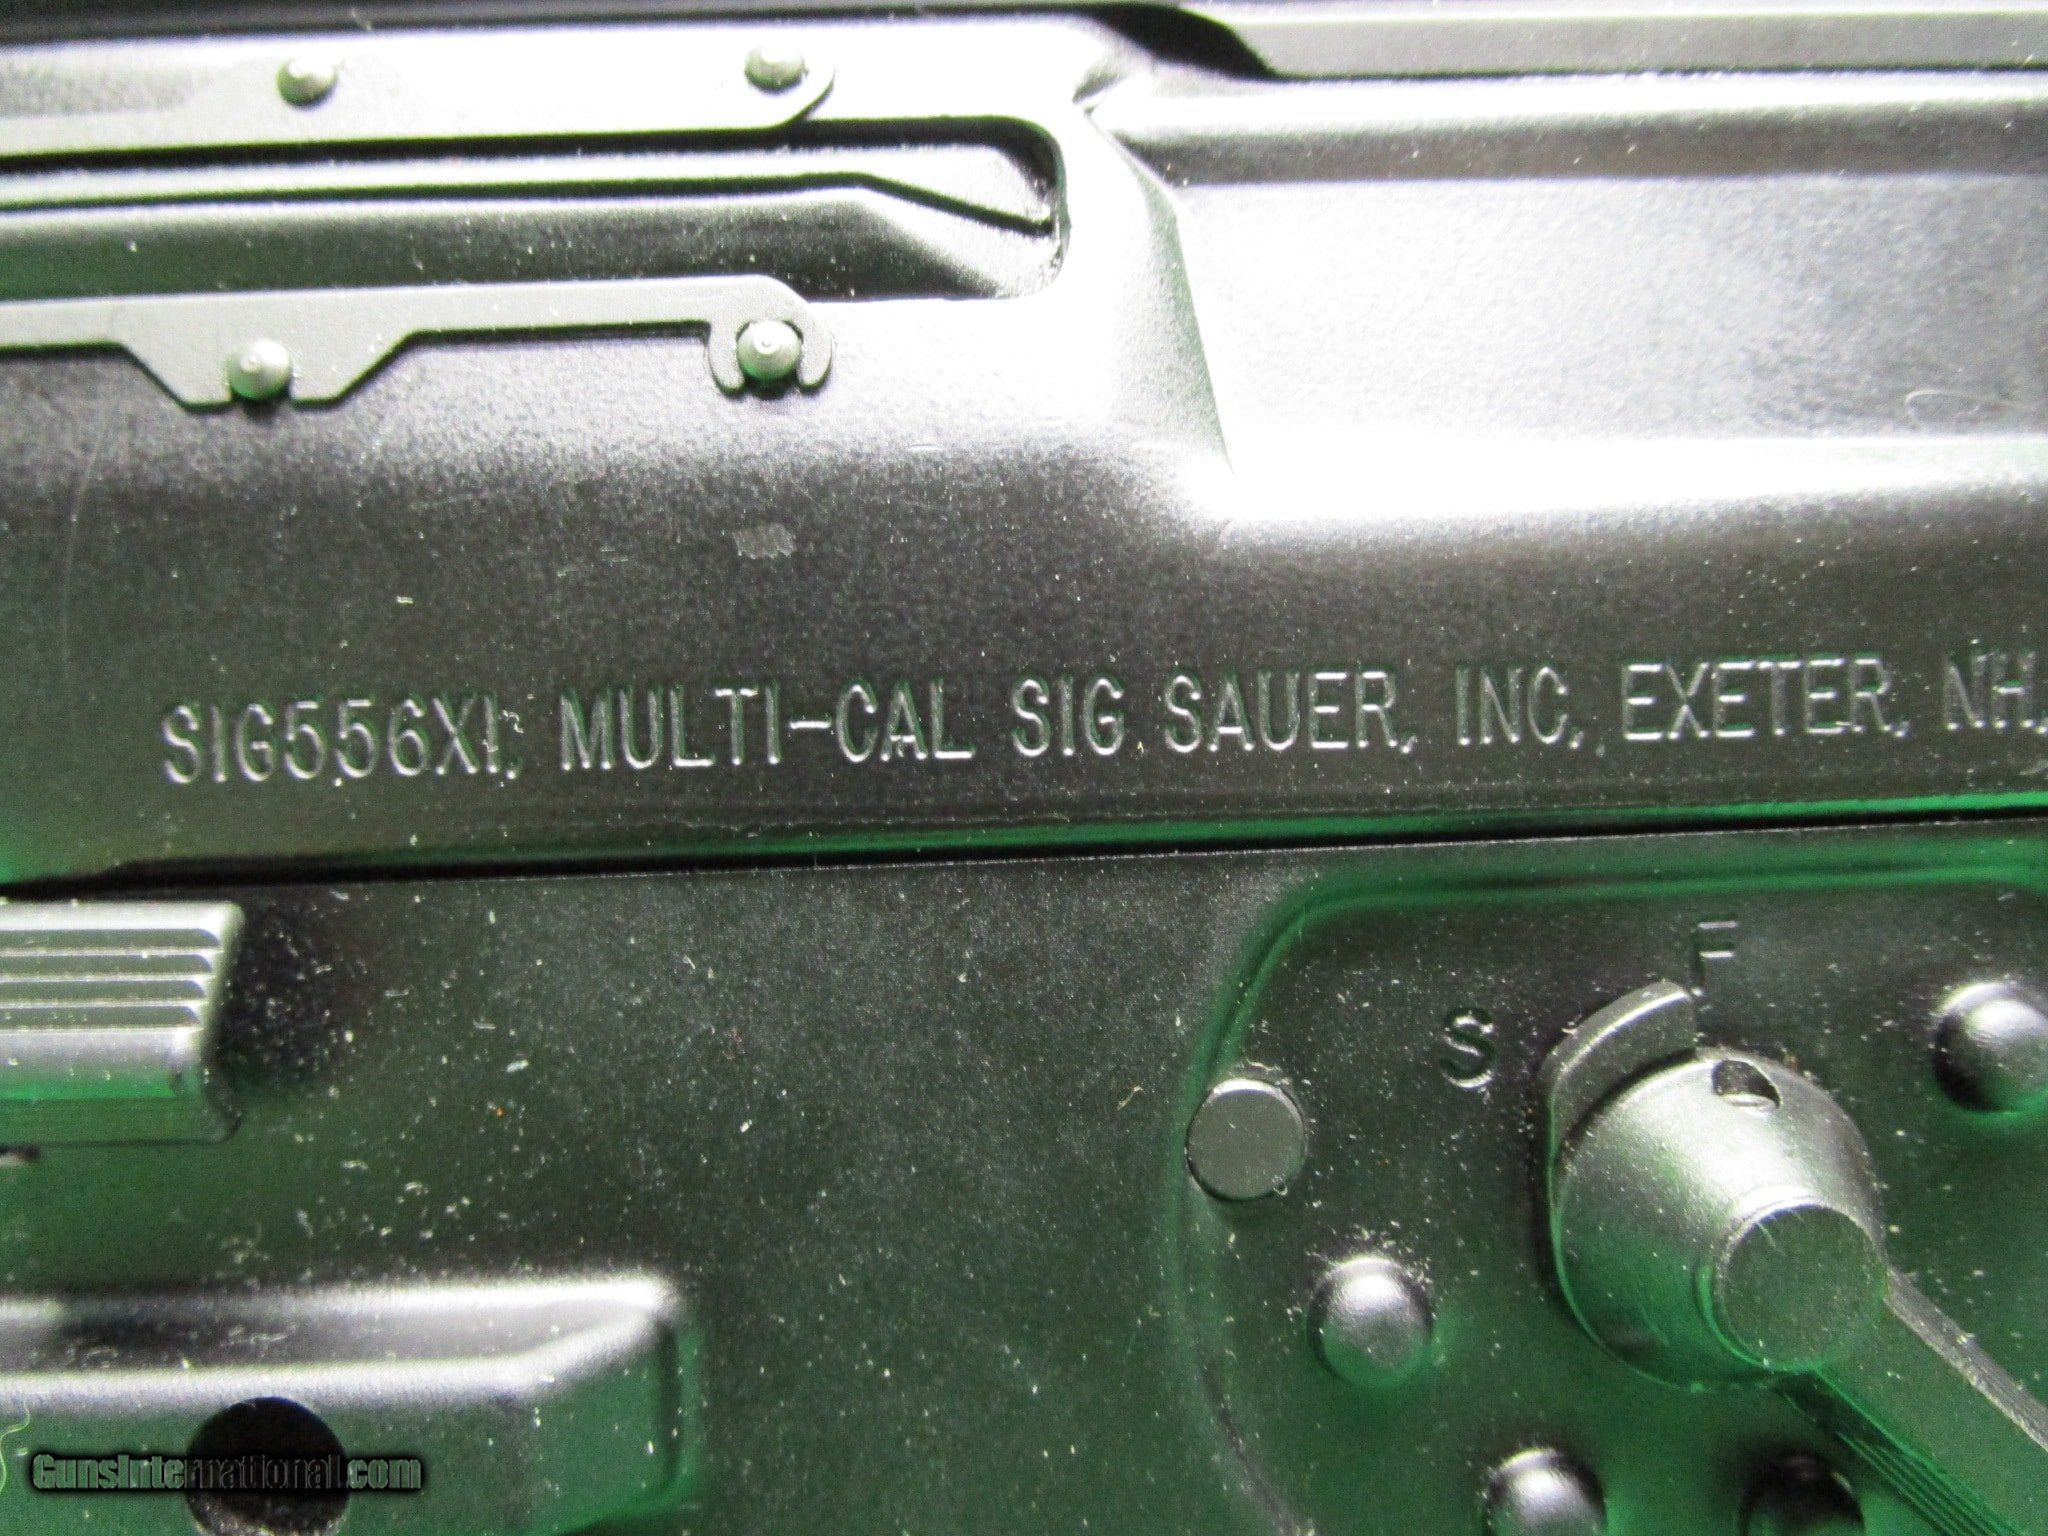 SIG556XI, MULTI-CAL SIG SAUER, INC, EXETER, NH,
F
S
GunsInternational.com